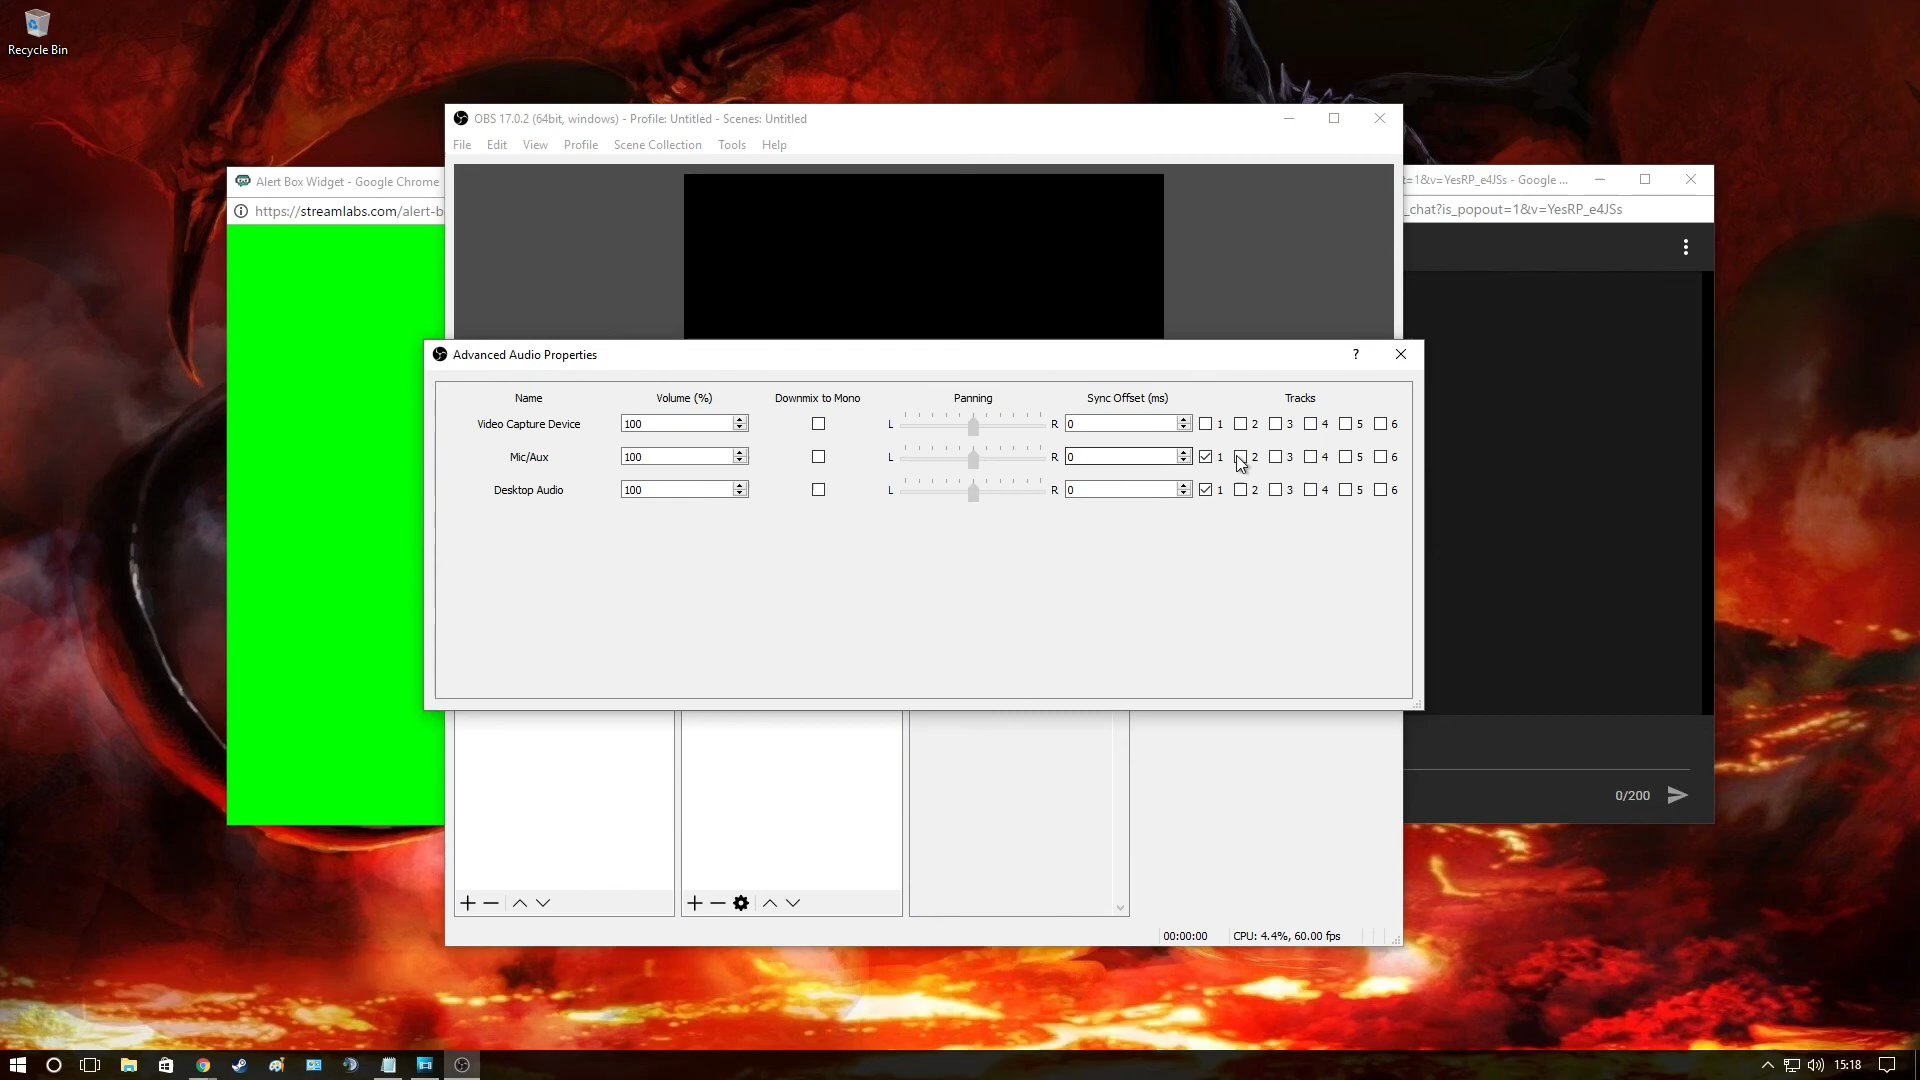 Recycle Bin
OBS 17.0.2 (64bit, windows) - Profile: Untitled - Scenes: Untitled
File Edit View Profile Scene Collection Tools Help
Alert Box Widget - Google Chrome
https://streamlabs.com/alert-b
t=1&v=YesRP_e4JSs - Google ...
_chat?is_popout=1&v=YesRP_e4JSs
Advanced Audio Properties ?
Name Volume (%) Downmix to Mono Panning Sync Offset (ms) Tracks
Video Capture Device 100 L R 0 1 2 3 4 5 6
Mic/Aux 100 L R 0 1 2 3 4 5 6
Desktop Audio 100 L R 0 1 2 3 4 5 6
0/200
00:00:00 CPU: 4.4%, 60.00 fps
15:18